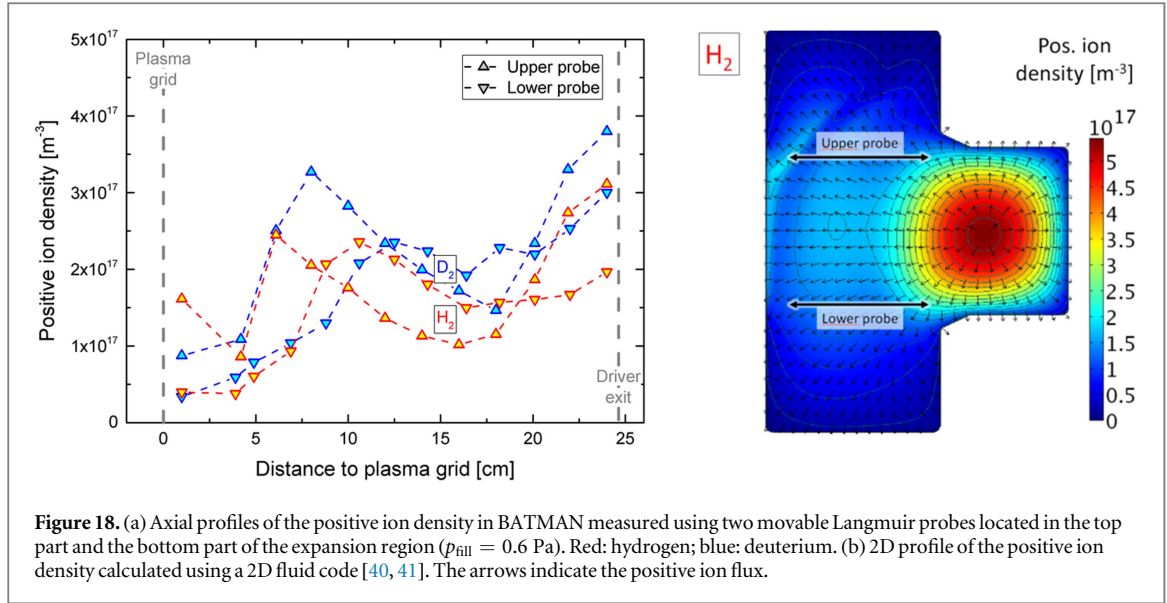 5x10¹⁷
4x10¹⁷
3x10¹⁷
2x10¹⁷
1x10¹⁷
0
Positive ion density [m⁻³]
Plasma
grid
Upper probe
Lower probe
D₂
H₂
Driver
exit
0 5 10 15 20 25
Distance to plasma grid [cm]
H₂
Pos. ion
density [m⁻³]
10¹⁷
5.5
5
4.5
4
3.5
3
2.5
2
1.5
1
0.5
0
Upper probe
Lower probe
Figure 18. (a) Axial profiles of the positive ion density in BATMAN measured using two movable Langmuir probes located in the top
part and the bottom part of the expansion region (p_fill = 0.6 Pa). Red: hydrogen; blue: deuterium. (b) 2D profile of the positive ion
density calculated using a 2D fluid code [40, 41]. The arrows indicate the positive ion flux.